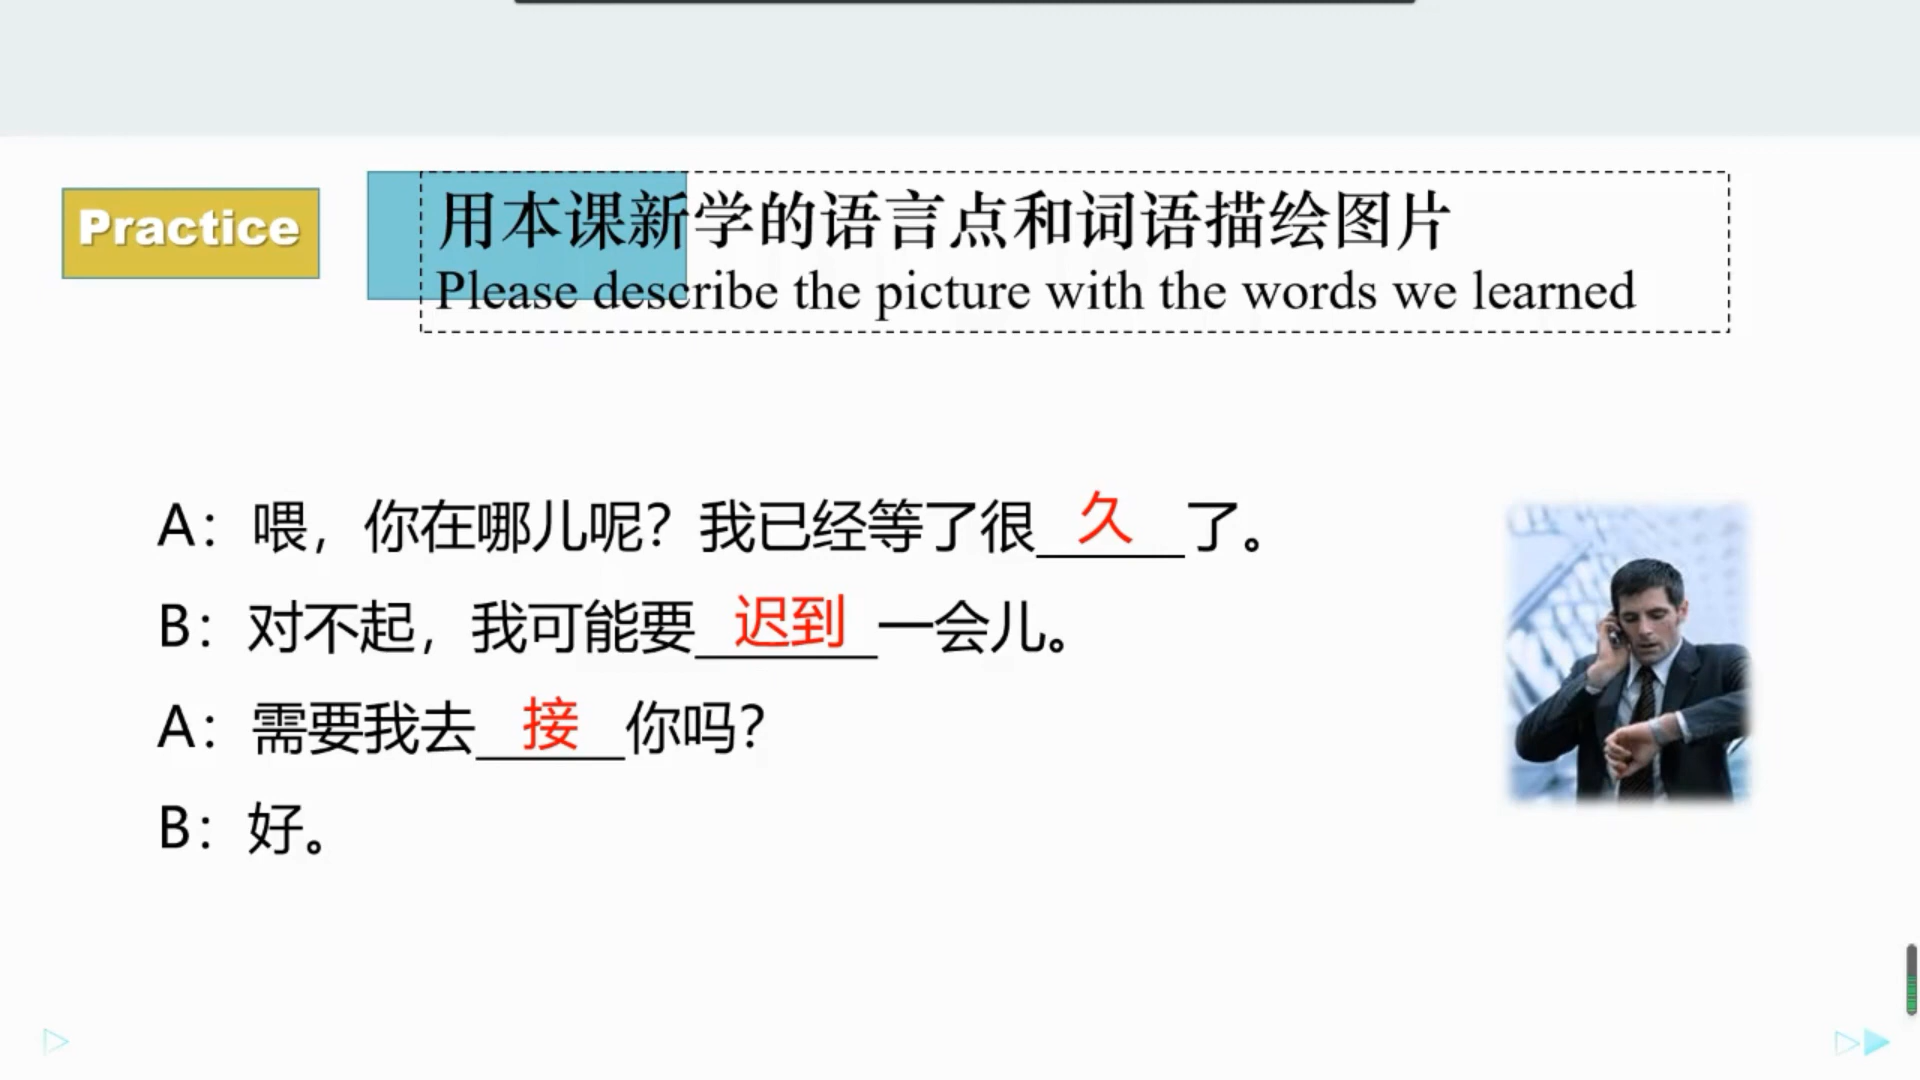 Practice
用本课新学的语言点和词语描绘图片
Please describe the picture with the words we learned
A：喂，你在哪儿呢？我已经等了很 久 了。
B：对不起，我可能要 迟到 一会儿。
A：需要我去 接 你吗？
B：好。